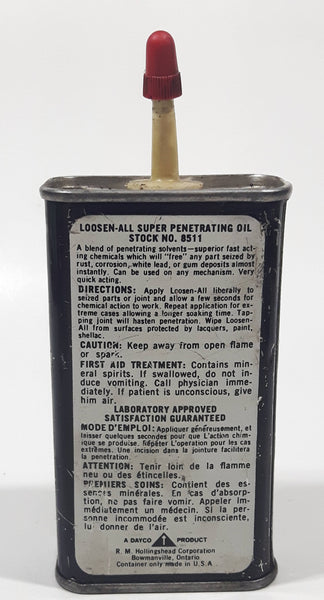 LOOSEN-ALL SUPER PENETRATING OIL
STOCK NO. 8511
A blend of penetrating solvents—superior fast act-
ing chemicals which will "free" any part seized by
rust, corrosion, white lead, or gum deposits almost
instantly. Can be used on any mechanism. Very
quick acting.
DIRECTIONS: Apply Loosen-All liberally to
seized parts or joint and allow a few seconds for
chemical action to work. Repeat application for ex-
treme cases allowing a longer soaking time. Tap-
ping joint will hasten penetration. Wipe Loosen-
All from surfaces protected by lacquers, paint,
shellac.
CAUTION: Keep away from open flame
or spark.
FIRST AID TREATMENT: Contains min-
eral spirits. If swallowed, do not in-
duce vomiting. Call physician imme-
diately. If patient is unconscious, give
him air.
LABORATORY APPROVED
SATISFACTION GUARANTEED
MODE D'EMPLOI: Appliquer généreusement, et
laisser quelques secondes pour que L'action chim-
ique se produise. Répéter L'operation pour les cas
extrêmes. Une incision dans la jointure facilitera
la penetration.
ATTENTION: Tenir loin de la flamme
neu ou des étincelles.
PREMIERS SOINS: Contient des es-
sences minérales. En cas d'absorp-
tion, ne pas faire vomir. Appeler im-
médiatement un médecin. Si la per-
sonne incommodée est inconsciente,
lu donner de l'air.
A DAYCO PRODUCT
R. M. Hollingshead Corporation
Bowmanville, Ontario
Container only made in U.S.A